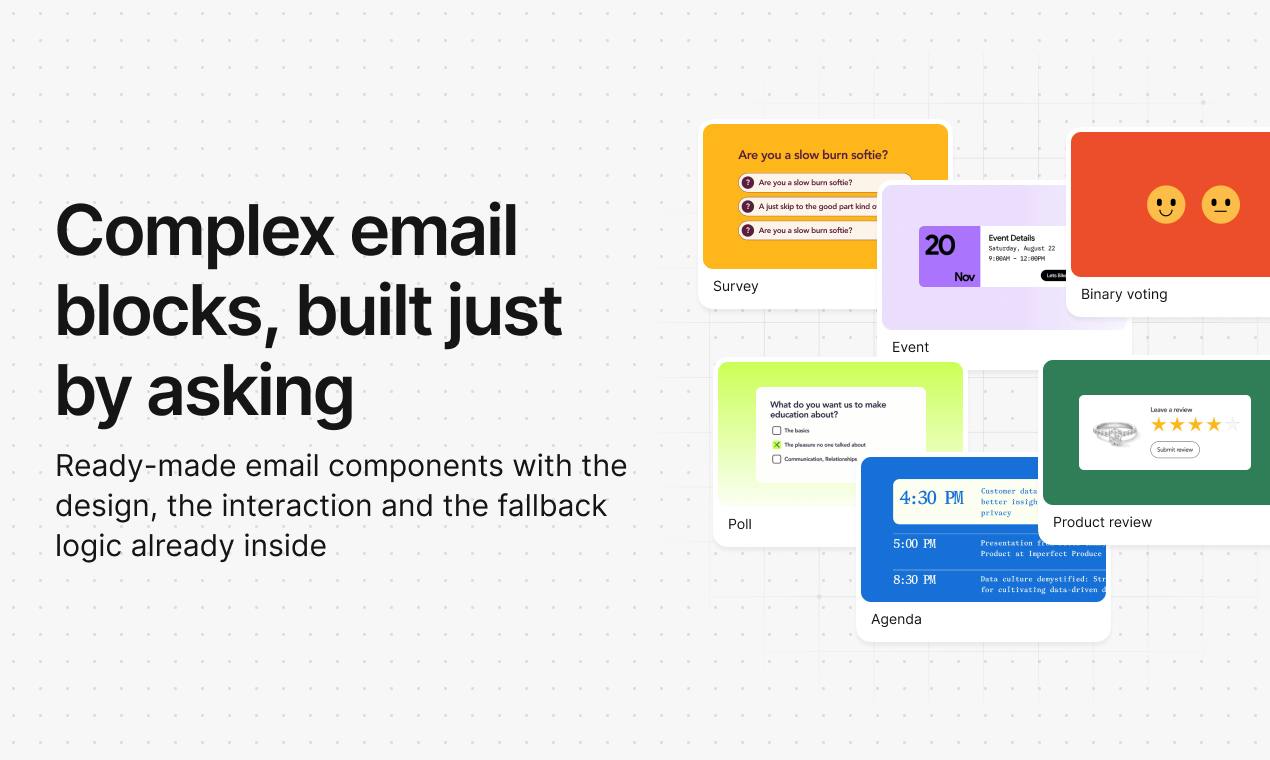 Complex email
blocks, built just
by asking
Ready-made email components with the
design, the interaction and the fallback
logic already inside
Are you a slow burn softie?
? Are you a slow burn softie?
? A just skip to the good part kind
? Are you a slow burn softie?
Survey
20
Nov
Event Details
Saturday, August 22
9:00AM – 12:00PM
Lets
Event
Binary voting
What do you want us to make
education about?
The basics
The pleasure no one talked about
Communication, Relationships
Poll
4:30 PM
Customer data
better
privacy
5:00 PM
Presentation
Product at Imperfect Produce
8:30 PM
Data culture demystified:
for cultivating data-driven
Agenda
Leave a review
Submit review
Product review